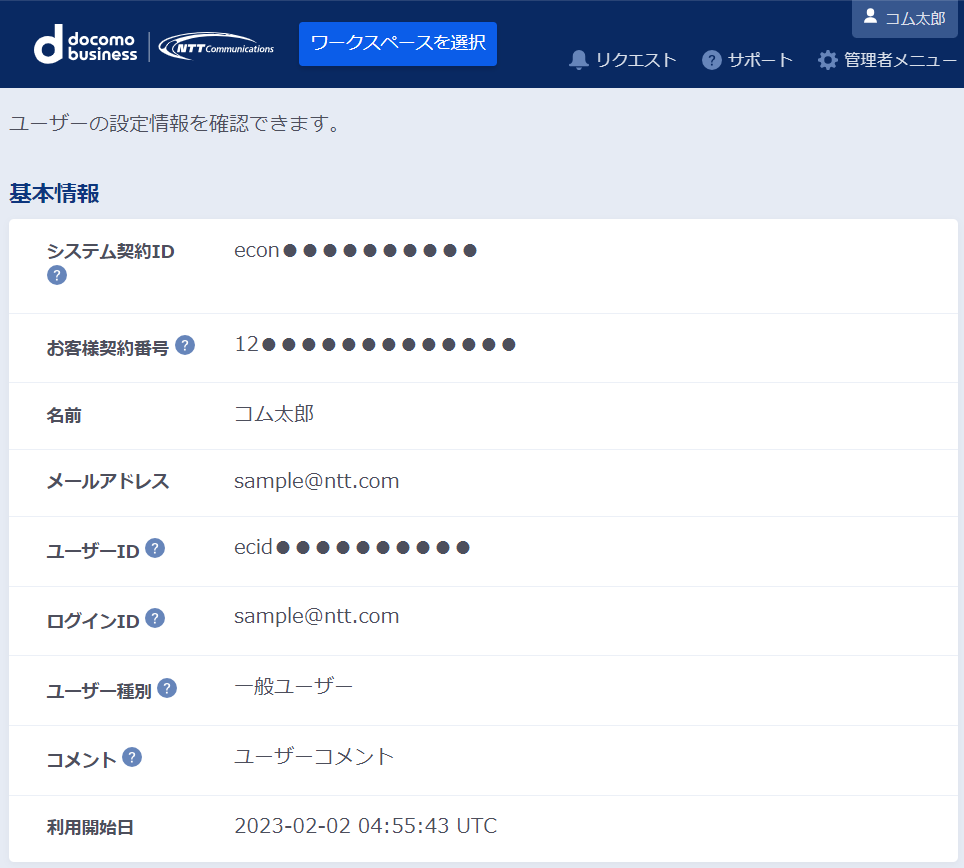 コム太郎
docomo business
NTT Communications
ワークスペースを選択
リクエスト
? サポート
管理者メニュー
ユーザーの設定情報を確認できます。
基本情報
システム契約ID econ●●●●●●●●●●
?
お客様契約番号 ? 12●●●●●●●●●●●●●
名前 コム太郎
メールアドレス sample@ntt.com
ユーザーID ? ecid●●●●●●●●●●
ログインID ? sample@ntt.com
ユーザー種別 ? 一般ユーザー
コメント ? ユーザーコメント
利用開始日 2023-02-02 04:55:43 UTC